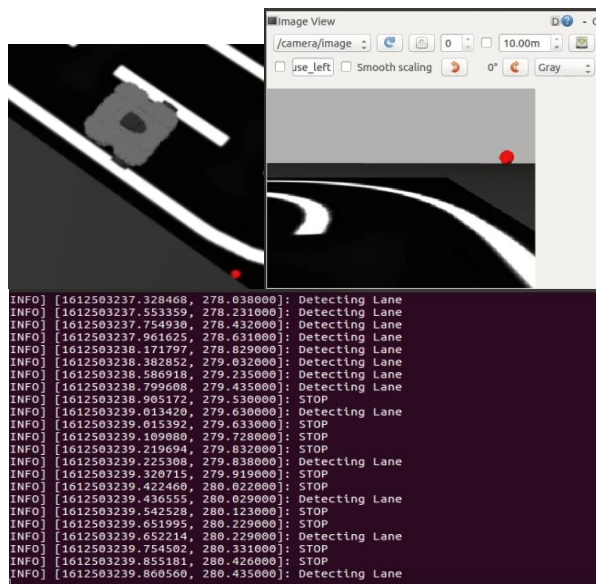 Image View
D - C
/camera/image 0 10.00m
use_left Smooth scaling 0° Gray
INFO] [1612503237.328468, 278.038000]: Detecting Lane
INFO] [1612503237.553359, 278.231000]: Detecting Lane
INFO] [1612503237.754930, 278.432000]: Detecting Lane
INFO] [1612503237.961625, 278.631000]: Detecting Lane
INFO] [1612503238.171797, 278.829000]: Detecting Lane
INFO] [1612503238.382852, 279.032000]: Detecting Lane
INFO] [1612503238.586918, 279.235000]: Detecting Lane
INFO] [1612503238.799608, 279.435000]: Detecting Lane
INFO] [1612503238.905172, 279.530000]: STOP
INFO] [1612503239.013420, 279.630000]: Detecting Lane
INFO] [1612503239.015392, 279.633000]: STOP
INFO] [1612503239.109080, 279.728000]: STOP
INFO] [1612503239.219694, 279.832000]: STOP
INFO] [1612503239.225308, 279.838000]: Detecting Lane
INFO] [1612503239.320715, 279.919000]: STOP
INFO] [1612503239.422460, 280.022000]: STOP
INFO] [1612503239.436555, 280.029000]: Detecting Lane
INFO] [1612503239.542528, 280.123000]: STOP
INFO] [1612503239.651995, 280.229000]: STOP
INFO] [1612503239.652214, 280.229000]: Detecting Lane
INFO] [1612503239.754502, 280.331000]: STOP
INFO] [1612503239.855181, 280.426000]: STOP
INFO] [1612503239.860560, 280.435000]: Detecting Lane